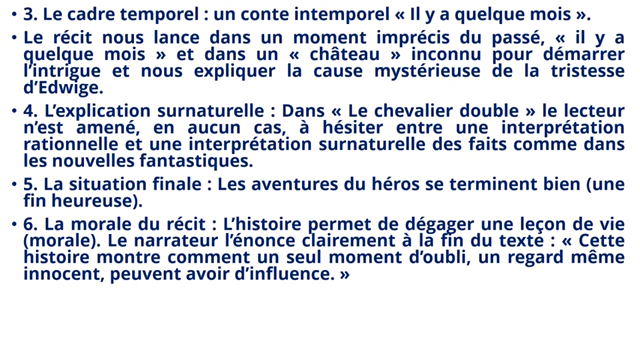 • 3. Le cadre temporel : un conte intemporel « Il y a quelque mois ».
• Le récit nous lance dans un moment imprécis du passé, « il y a
quelque mois » et dans un « château » inconnu pour démarrer
l’intrigue et nous expliquer la cause mystérieuse de la tristesse
d’Edwige.
• 4. L’explication surnaturelle : Dans « Le chevalier double » le lecteur
n’est amené, en aucun cas, à hésiter entre une interprétation
rationnelle et une interprétation surnaturelle des faits comme dans
les nouvelles fantastiques.
• 5. La situation finale : Les aventures du héros se terminent bien (une
fin heureuse).
• 6. La morale du récit : L’histoire permet de dégager une leçon de vie
(morale). Le narrateur l’énonce clairement à la fin du texte : « Cette
histoire montre comment un seul moment d’oubli, un regard même
innocent, peuvent avoir d’influence. »